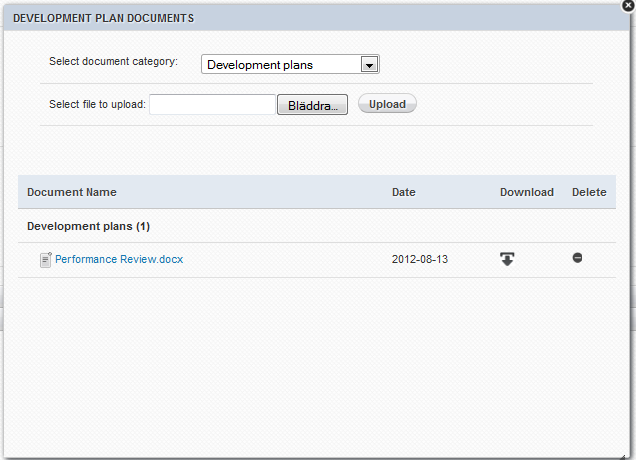 DEVELOPMENT PLAN DOCUMENTS
Select document category: Development plans
Select file to upload: Bläddra... Upload
Document Name Date Download Delete
Development plans (1)
Performance Review.docx 2012-08-13